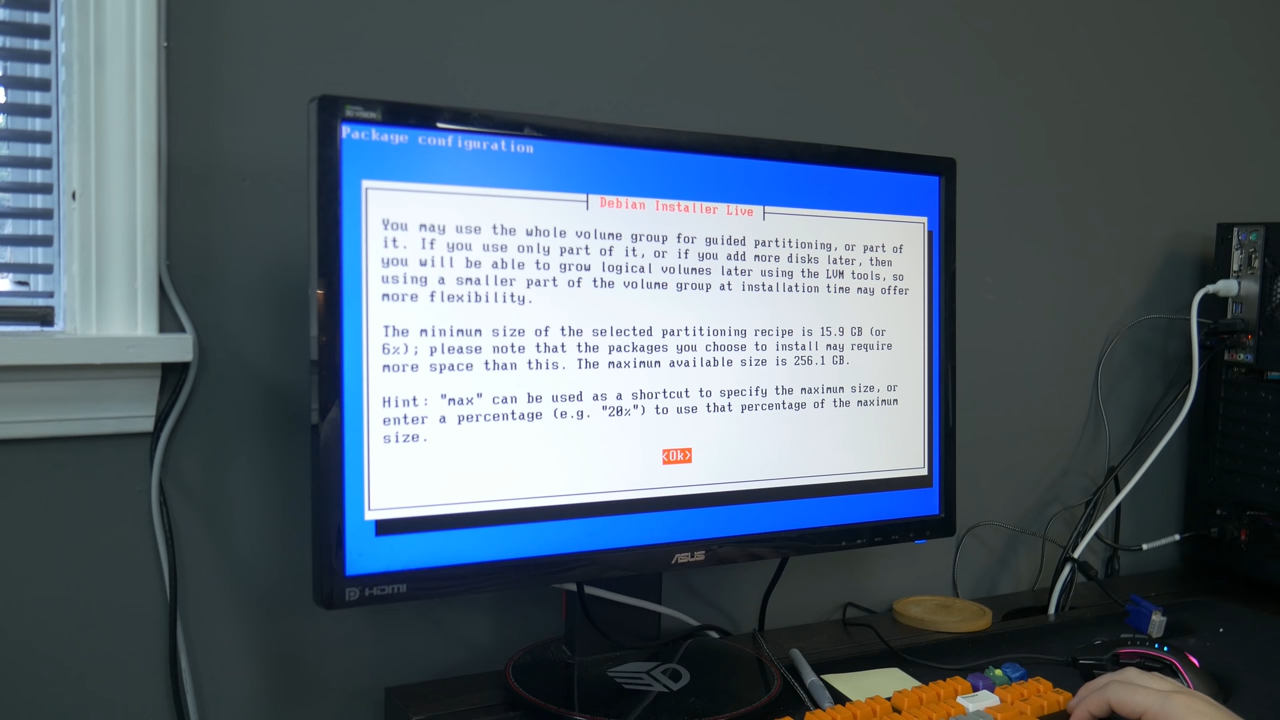 Package configuration
Debian Installer Live
You may use the whole volume group for guided partitioning, or part of
it. If you use only part of it, or if you add more disks later, then
you will be able to grow logical volumes later using the LVM tools, so
using a smaller part of the volume group at installation time may offer
more flexibility.
The minimum size of the selected partitioning recipe is 15.9 GB (or
6%); please note that the packages you choose to install may require
more space than this. The maximum available size is 256.1 GB.
Hint: "max" can be used as a shortcut to specify the maximum size, or
enter a percentage (e.g. "20%") to use that percentage of the maximum
size.
<Ok>
ASUS
HDMI
3D